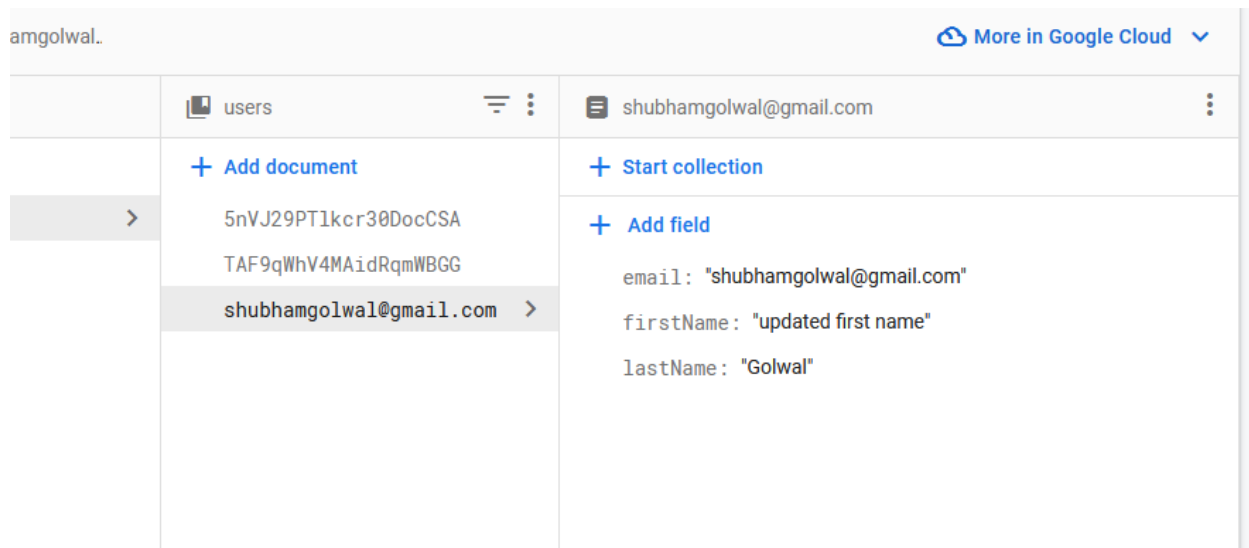 amgolwal..
More in Google Cloud
users
shubhamgolwal@gmail.com
Add document
Start collection
5nVJ29PTlkcr30DocCSA
TAF9qWhV4MAidRqmWBGG
shubhamgolwal@gmail.com
Add field
email: "shubhamgolwal@gmail.com"
firstName: "updated first name"
lastName: "Golwal"